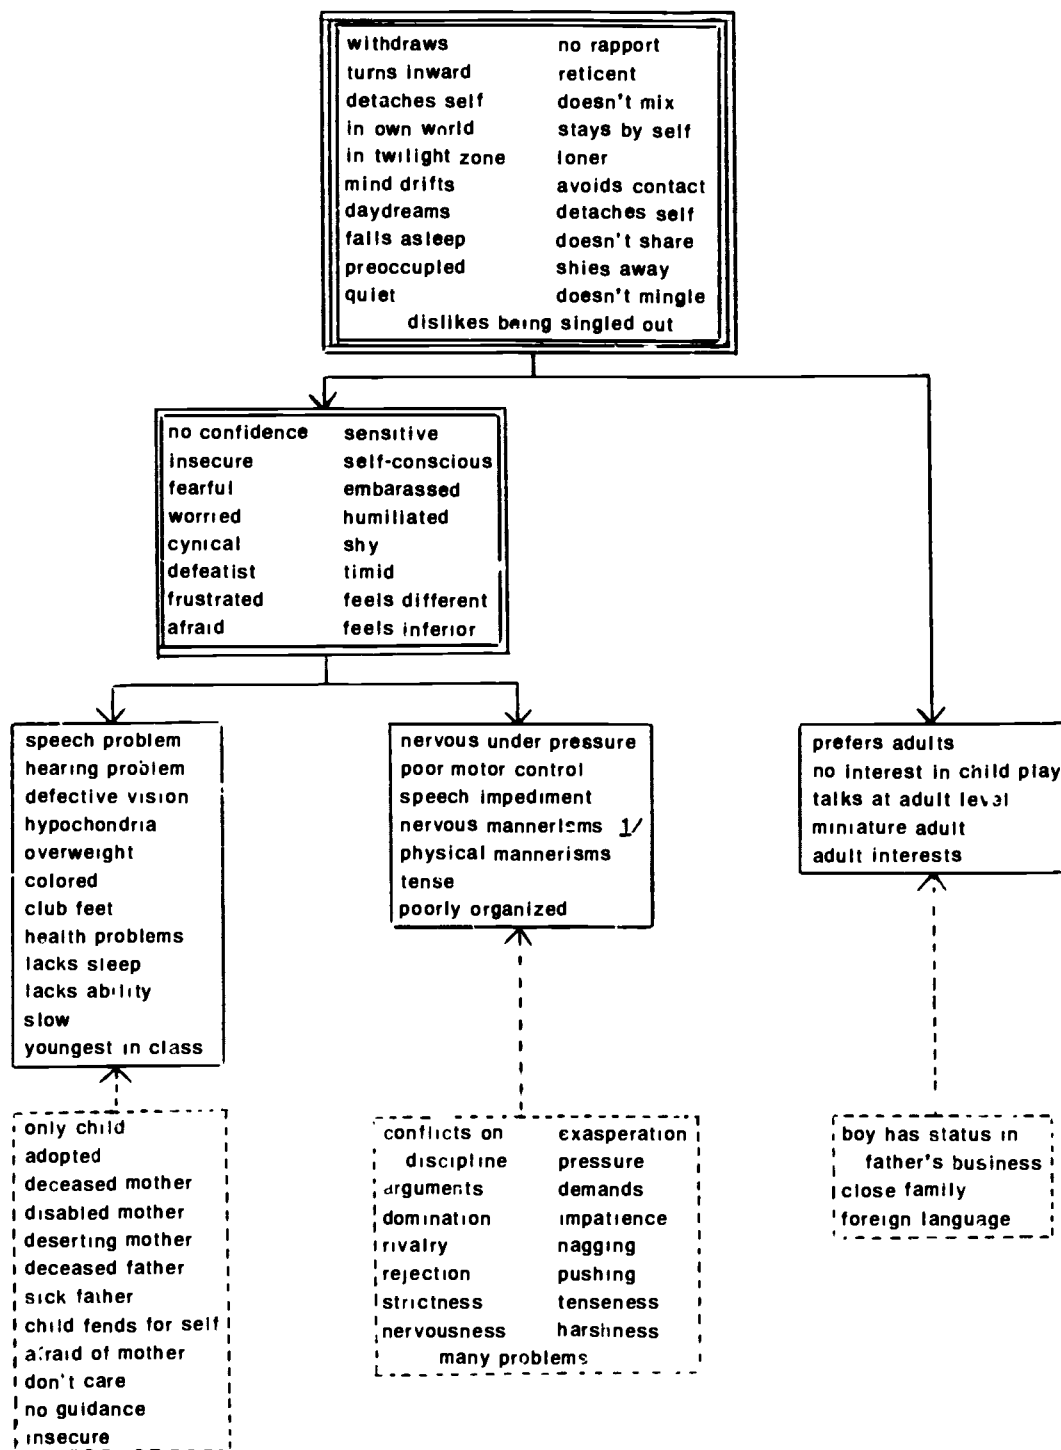 withdraws no rapport
turns inward reticent
detaches self doesn't mix
in own world stays by self
in twilight zone loner
mind drifts avoids contact
daydreams detaches self
falls asleep doesn't share
preoccupied shies away
quiet doesn't mingle
dislikes being singled out
no confidence sensitive
insecure self-conscious
fearful embarassed
worried humiliated
cynical shy
defeatist timid
frustrated feels different
afraid feels inferior
speech problem
hearing problem
defective vision
hypochondria
overweight
colored
club feet
health problems
lacks sleep
lacks ability
slow
youngest in class
nervous under pressure
poor motor control
speech impediment
nervous mannerisms 1/
physical mannerisms
tense
poorly organized
prefers adults
no interest in child play
talks at adult level
miniature adult
adult interests
only child
adopted
deceased mother
disabled mother
deserting mother
deceased father
sick father
child fends for self
afraid of mother
don't care
no guidance
insecure
conflicts on exasperation
discipline pressure
arguments demands
domination impatience
rivalry nagging
rejection pushing
strictness tenseness
nervousness harshness
many problems
boy has status in
father's business
close family
foreign language